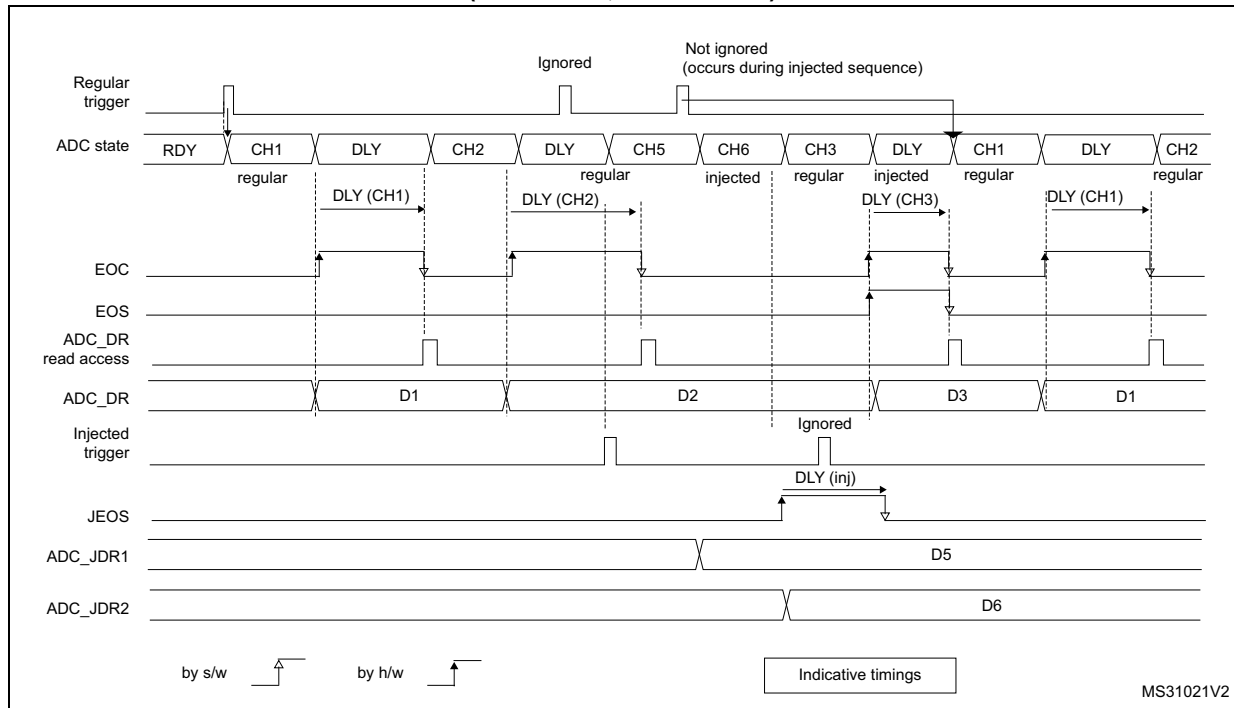 Regular
trigger
Ignored
Not ignored
(occurs during injected sequence)
ADC state
RDY
CH1
DLY
CH2
DLY
CH5
CH6
CH3
DLY
CH1
DLY
CH2
regular
regular
injected
regular
injected
regular
regular
DLY (CH1)
DLY (CH2)
DLY (CH3)
DLY (CH1)
EOC
EOS
ADC_DR
read access
ADC_DR
D1
D2
D3
D1
Injected
trigger
Ignored
DLY (inj)
JEOS
ADC_JDR1
D5
ADC_JDR2
D6
by s/w
by h/w
Indicative timings
MS31021V2